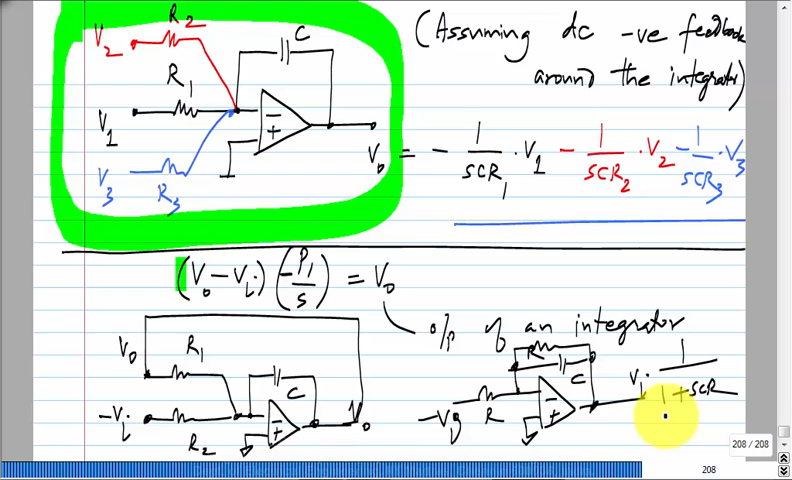 (Assuming dc -ve feedback
around the integrator)
V2 R2
C
R1
V1
V3 R3
V0 = - 1/sCR1 · V1 - 1/sCR2 · V2 - 1/sCR3 · V3
(V0 - Vi) (-p1/s) = V0
o/p of an integrator
V0 R1
C
-Vi R2
V0
R
C
-Vi R
Vi · 1/1+sCR
208 / 208
208